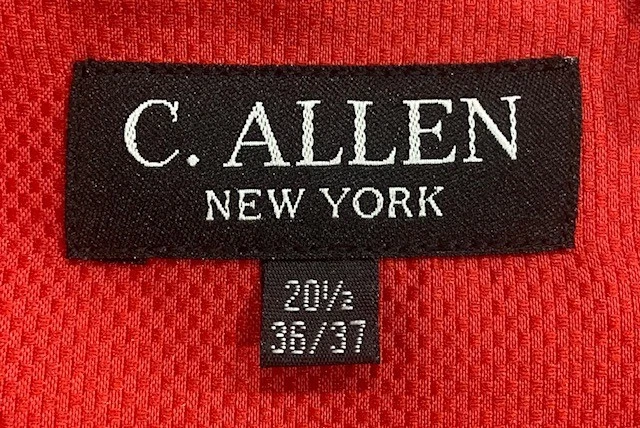 C. ALLEN
NEW YORK
20½
36/37